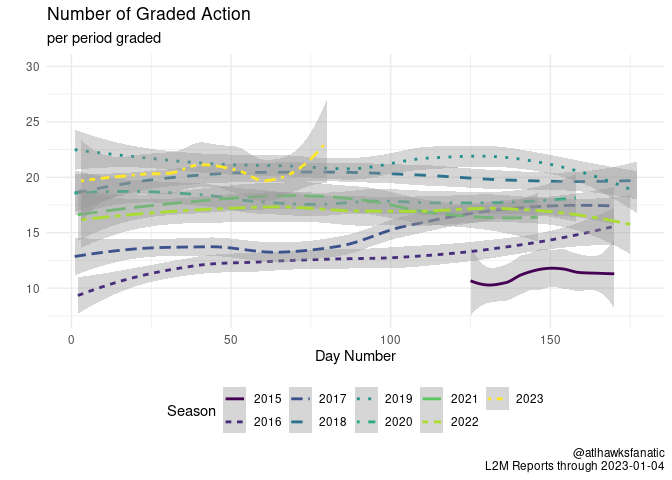 Number of Graded Action
per period graded
30
25
20
15
10
0 50 100 150
Day Number
Season
2015 2017 2019 2021 2023
2016 2018 2020 2022
@atlhawksfanatic
L2M Reports through 2023-01-04